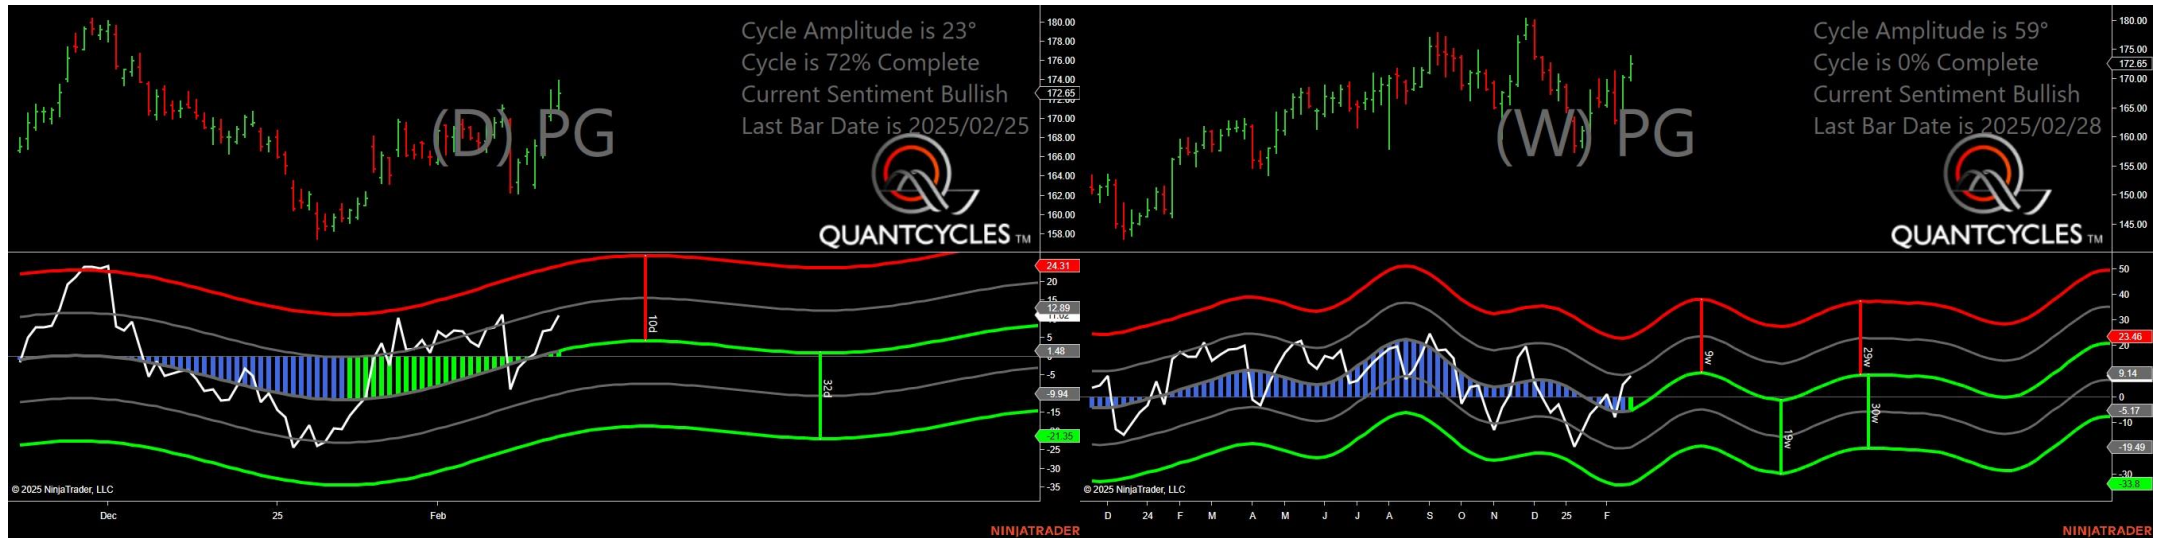 Cycle Amplitude is 23°
Cycle is 72% Complete
Current Sentiment Bullish
Last Bar Date is 2025/02/25
(D) PG
QUANTCYCLES TM
180.00
178.00
176.00
174.00
172.65
172.00
170.00
168.00
166.00
164.00
162.00
160.00
158.00
24.31
20
15
12.89
11.02
5
1.48
-5
-9.94
-15
-21.35
-25
-30
-35
10d
32d
© 2025 NinjaTrader, LLC
Dec 25 Feb
NINJATRADER
Cycle Amplitude is 59°
Cycle is 0% Complete
Current Sentiment Bullish
Last Bar Date is 2025/02/28
(W) PG
QUANTCYCLES TM
180.00
175.00
172.65
170.00
165.00
160.00
155.00
150.00
145.00
50
40
30
23.46
20
9.14
0
-5.17
-10
-19.49
-30
-33.8
9w
29w
19w
30w
© 2025 NinjaTrader, LLC
D 24 F M A M J J A S O N D 25 F
NINJATRADER